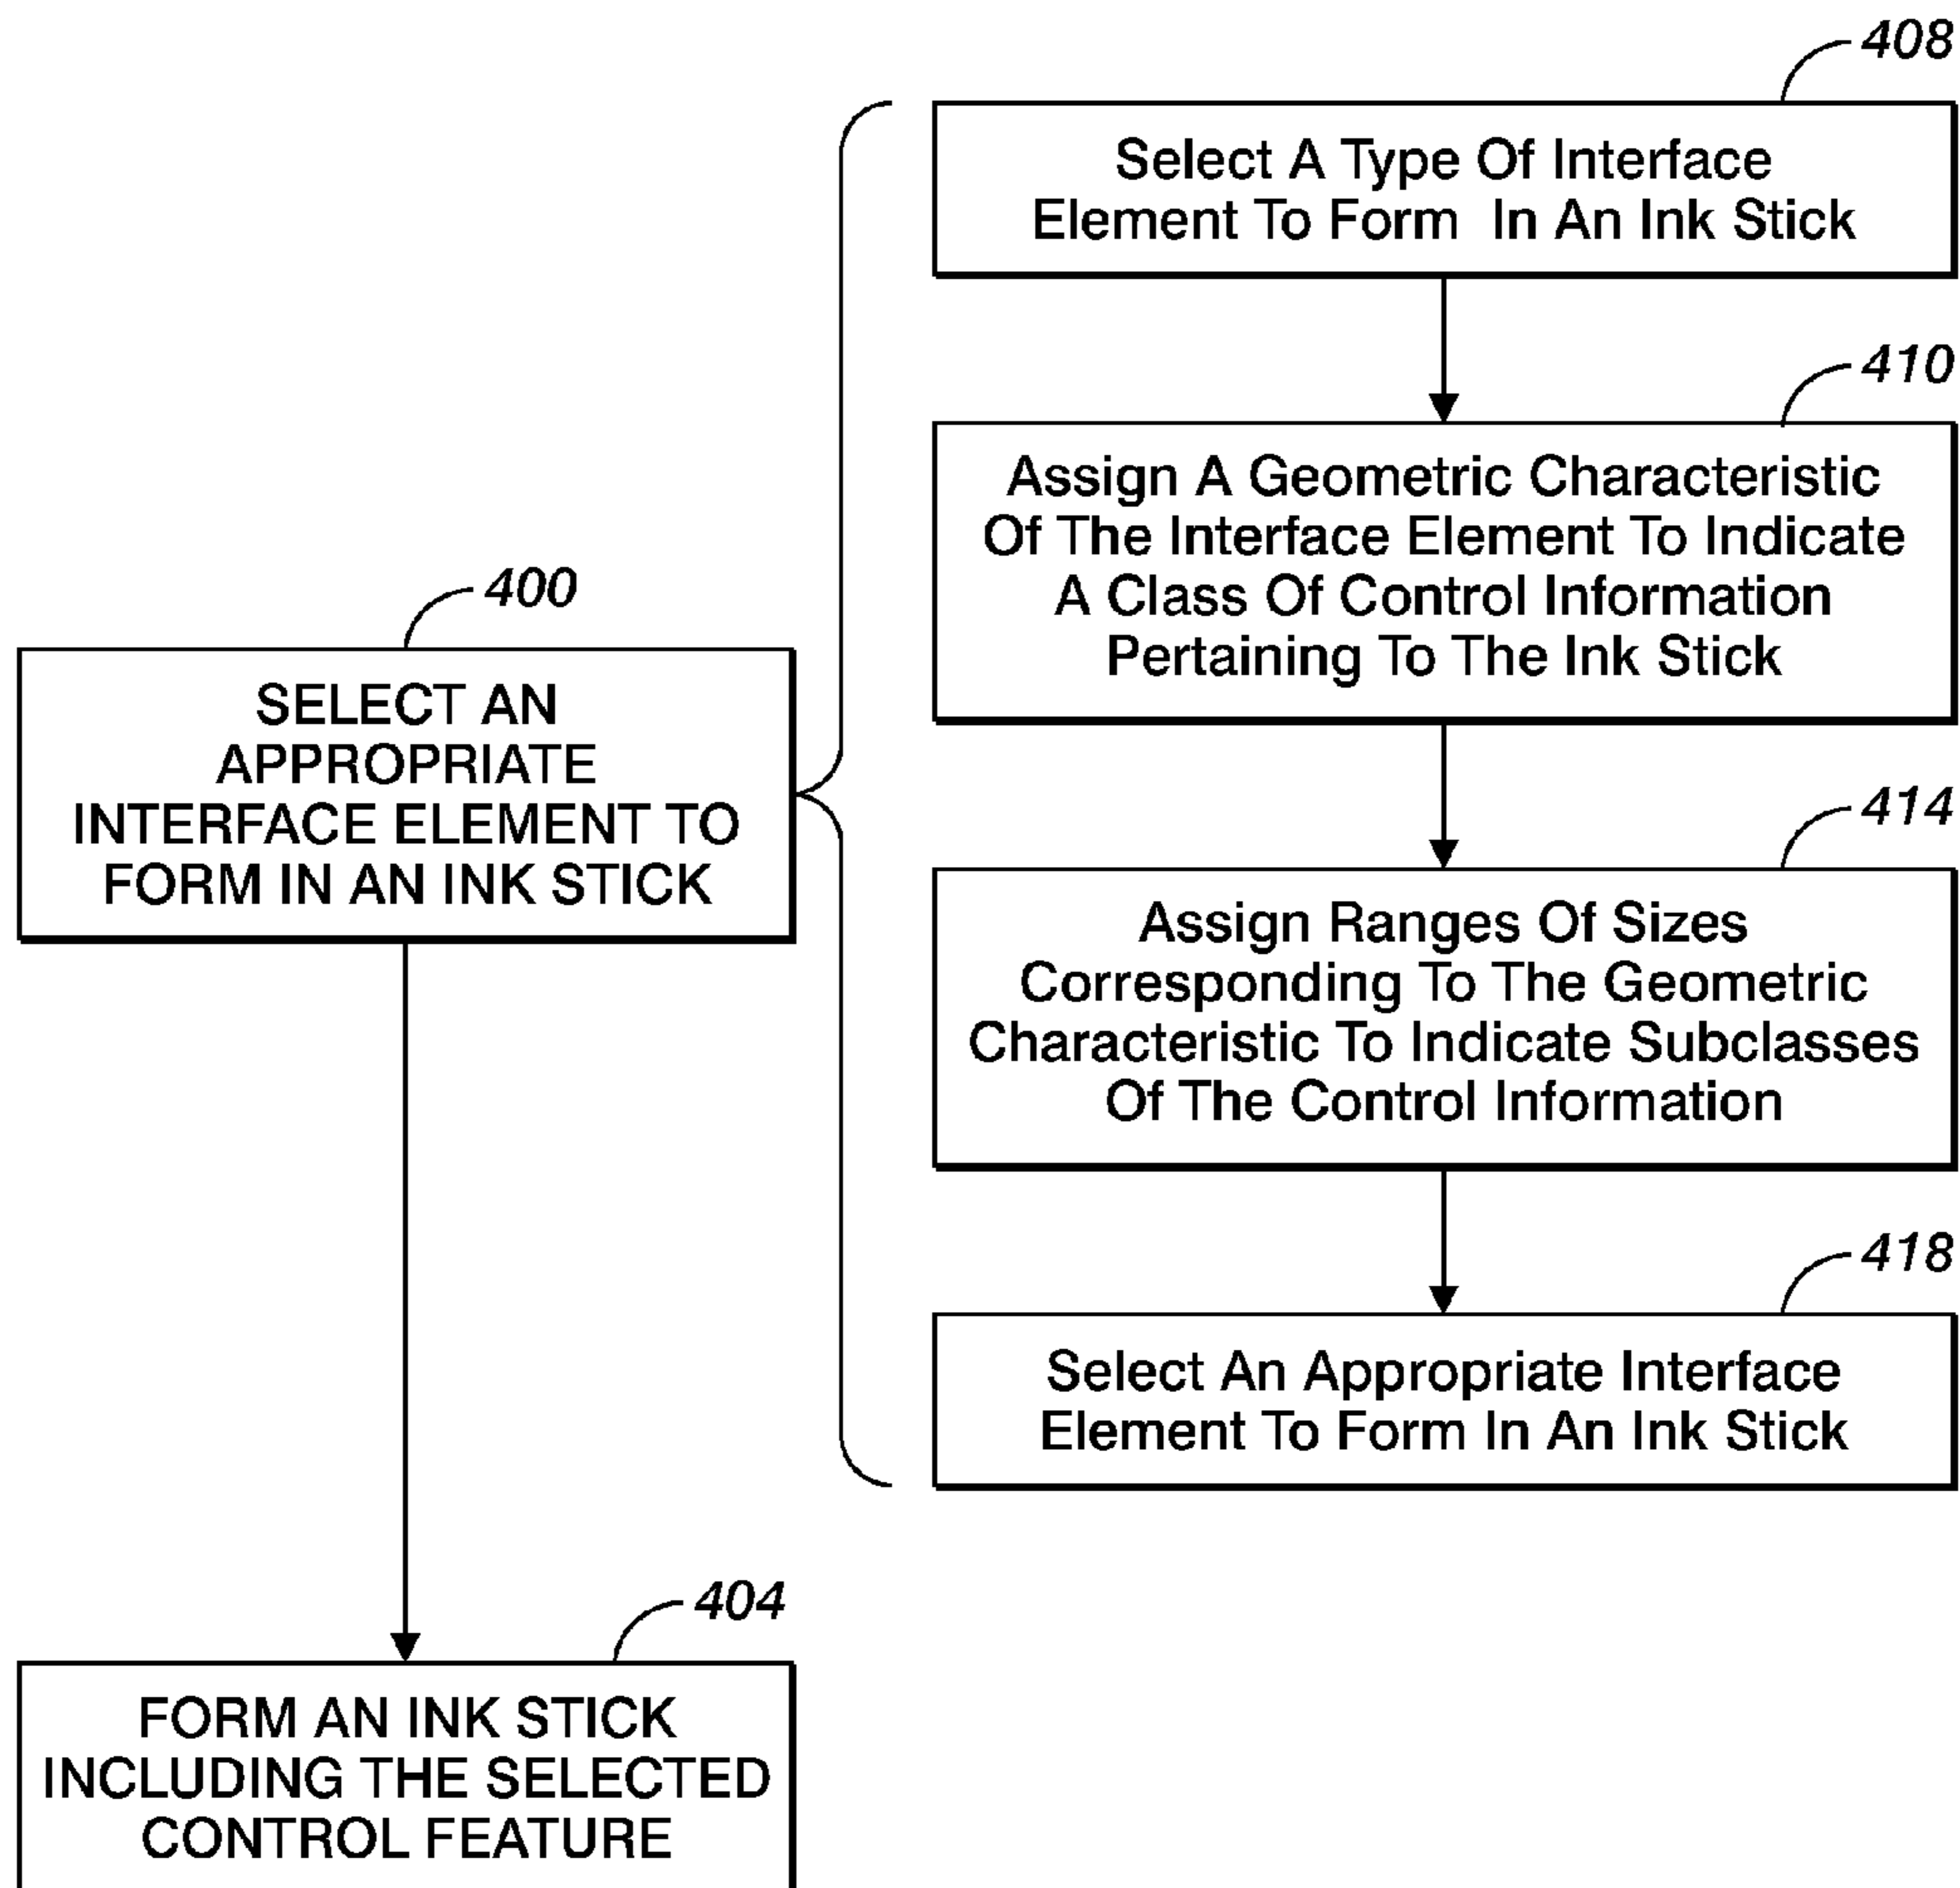 400
SELECT AN
APPROPRIATE
INTERFACE ELEMENT TO
FORM IN AN INK STICK
404
FORM AN INK STICK
INCLUDING THE SELECTED
CONTROL FEATURE
408
Select A Type Of Interface
Element To Form In An Ink Stick
410
Assign A Geometric Characteristic
Of The Interface Element To Indicate
A Class Of Control Information
Pertaining To The Ink Stick
414
Assign Ranges Of Sizes
Corresponding To The Geometric
Characteristic To Indicate Subclasses
Of The Control Information
418
Select An Appropriate Interface
Element To Form In An Ink Stick